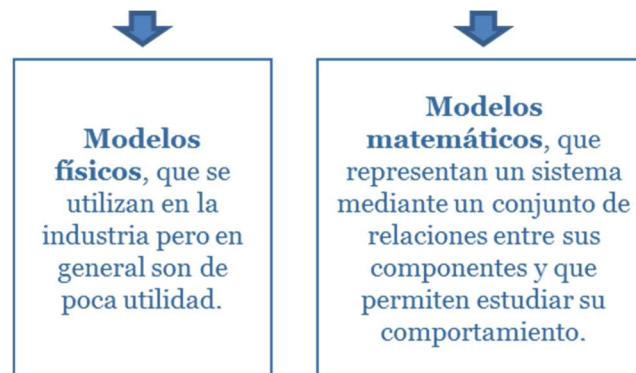 Modelos
físicos, que se
utilizan en la
industria pero en
general son de
poca utilidad.
Modelos
matemáticos, que
representan un sistema
mediante un conjunto de
relaciones entre sus
componentes y que
permiten estudiar su
comportamiento.